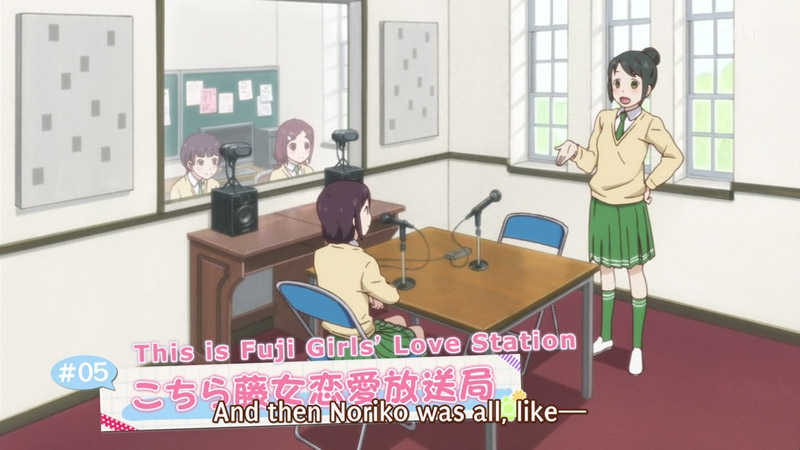 This is Fuji Girls' Love Station
#05
こちら藤女恋愛放送局
And then Noriko was all, like—